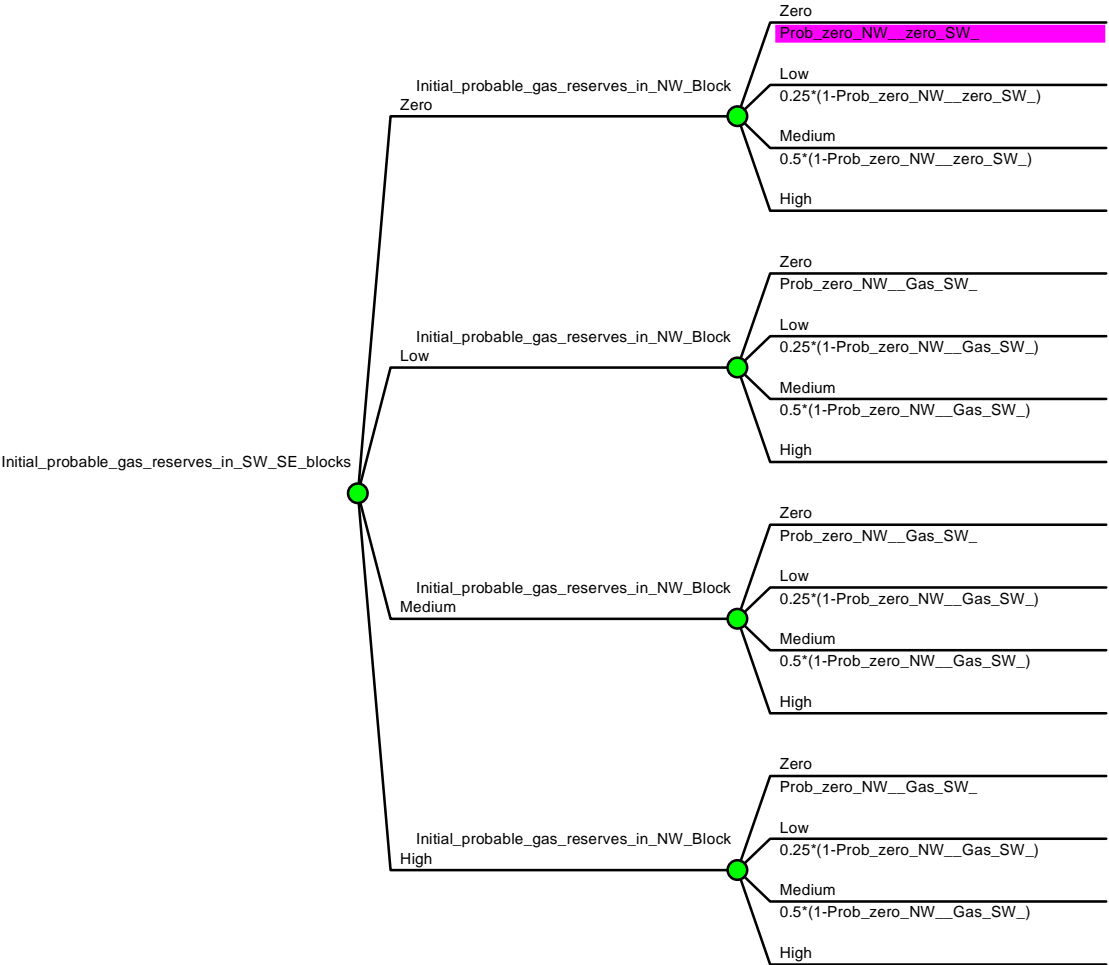 Zero
Prob_zero_NW__zero_SW_
Low
Initial_probable_gas_reserves_in_NW_Block
Zero
0.25*(1-Prob_zero_NW__zero_SW_)
Medium
0.5*(1-Prob_zero_NW__zero_SW_)
High
Zero
Prob_zero_NW__Gas_SW_
Low
Initial_probable_gas_reserves_in_NW_Block
Low
0.25*(1-Prob_zero_NW__Gas_SW_)
Medium
0.5*(1-Prob_zero_NW__Gas_SW_)
High
Initial_probable_gas_reserves_in_SW_SE_blocks
Zero
Prob_zero_NW__Gas_SW_
Low
Initial_probable_gas_reserves_in_NW_Block
Medium
0.25*(1-Prob_zero_NW__Gas_SW_)
Medium
0.5*(1-Prob_zero_NW__Gas_SW_)
High
Zero
Prob_zero_NW__Gas_SW_
Low
Initial_probable_gas_reserves_in_NW_Block
High
0.25*(1-Prob_zero_NW__Gas_SW_)
Medium
0.5*(1-Prob_zero_NW__Gas_SW_)
High